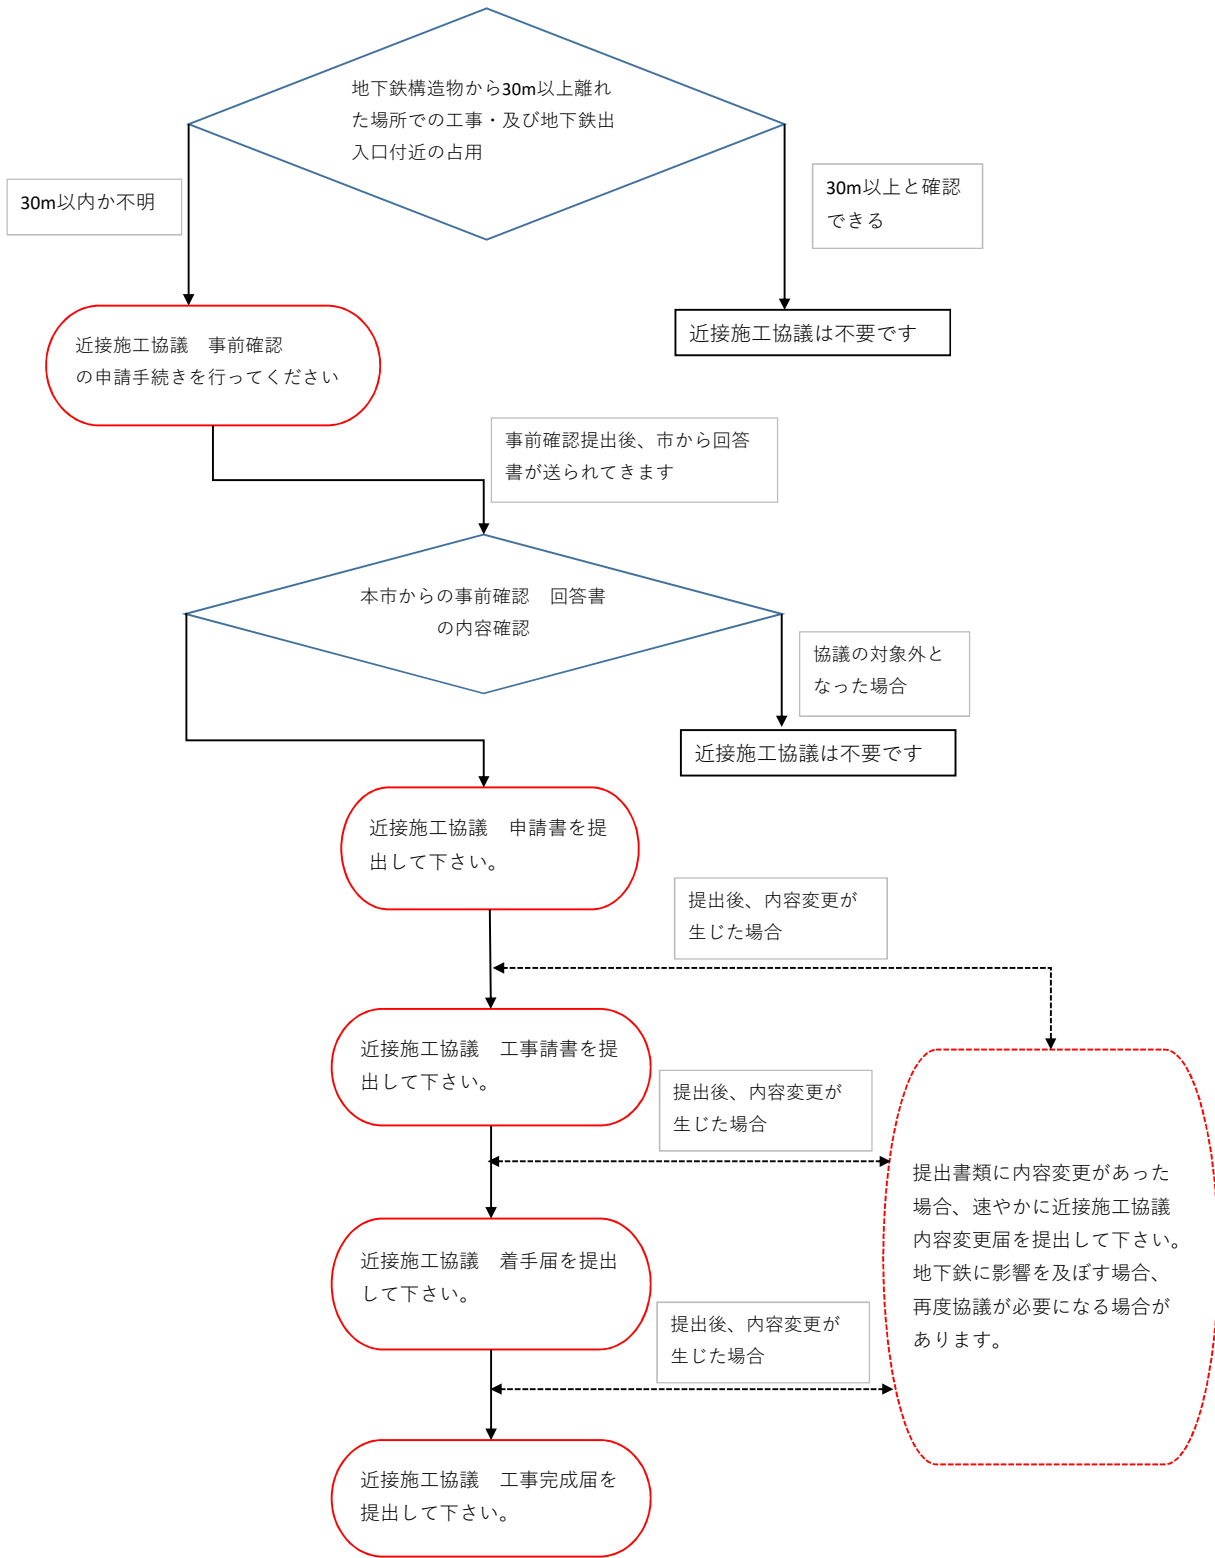 地下鉄構造物から30m以上離れ
た場所での工事・及び地下鉄出
入口付近の占用
30m以内か不明
30m以上と確認
できる
近接施工協議　事前確認
の申請手続きを行ってください
近接施工協議は不要です
事前確認提出後、市から回答
書が送られてきます
本市からの事前確認　回答書
の内容確認
協議の対象外と
なった場合
近接施工協議は不要です
近接施工協議　申請書を提
出して下さい。
提出後、内容変更が
生じた場合
近接施工協議　工事請書を提
出して下さい。
提出後、内容変更が
生じた場合
提出書類に内容変更があった
場合、速やかに近接施工協議
内容変更届を提出して下さい。
地下鉄に影響を及ぼす場合、
再度協議が必要になる場合が
あります。
近接施工協議　着手届を提出
して下さい。
提出後、内容変更が
生じた場合
近接施工協議　工事完成届を
提出して下さい。